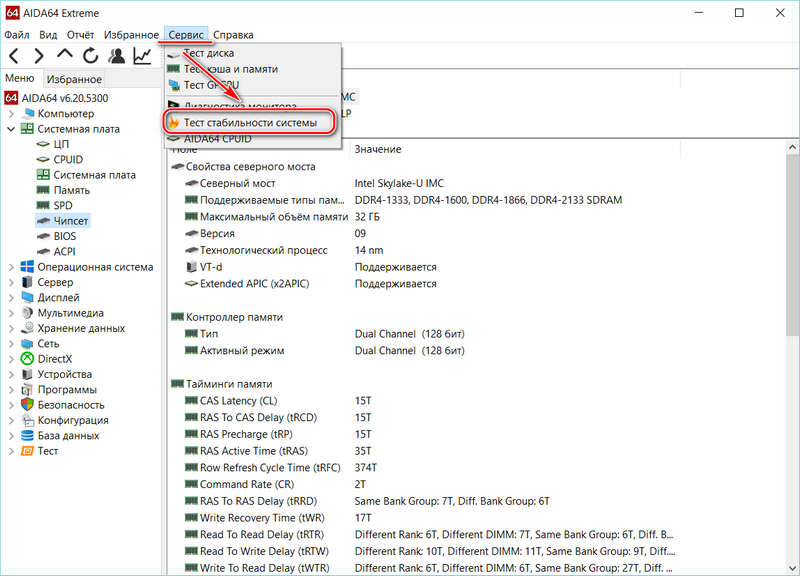 AIDA64 Extreme
Файл Вид Отчёт Избранное Сервис Справка
Тест диска
Тест кэша и памяти
Тест GPGPU
Диагностика монитора
Тест стабильности системы
AIDA64 CPUID
Меню Избранное
AIDA64 v6.20.5300
Компьютер
Системная плата
ЦП
CPUID
Системная плата
Память
SPD
Чипсет
BIOS
ACPI
Операционная система
Сервер
Дисплей
Мультимедиа
Хранение данных
Сеть
DirectX
Устройства
Программы
Безопасность
Конфигурация
База данных
Тест
MC
LP
Поле Значение
Свойства северного моста
Северный мост Intel Skylake-U IMC
Поддерживаемые типы пам... DDR4-1333, DDR4-1600, DDR4-1866, DDR4-2133 SDRAM
Максимальный объём памяти 32 ГБ
Версия 09
Технологический процесс 14 nm
VT-d Поддерживается
Extended APIC (x2APIC) Поддерживается
Контроллер памяти
Тип Dual Channel (128 бит)
Активный режим Dual Channel (128 бит)
Тайминги памяти
CAS Latency (CL) 15T
RAS To CAS Delay (tRCD) 15T
RAS Precharge (tRP) 15T
RAS Active Time (tRAS) 35T
Row Refresh Cycle Time (tRFC) 374T
Command Rate (CR) 2T
RAS To RAS Delay (tRRD) Same Bank Group: 7T, Diff. Bank Group: 6T
Write Recovery Time (tWR) 17T
Read To Read Delay (tRTR) Different Rank: 6T, Different DIMM: 7T, Same Bank Group: 6T, Diff. B...
Read To Write Delay (tRTW) Different Rank: 10T, Different DIMM: 11T, Same Bank Group: 9T, Diff....
Write To Read Delay (tWTR) Different Rank: 6T, Different DIMM: 6T, Same Bank Group: 27T, Diff. ...